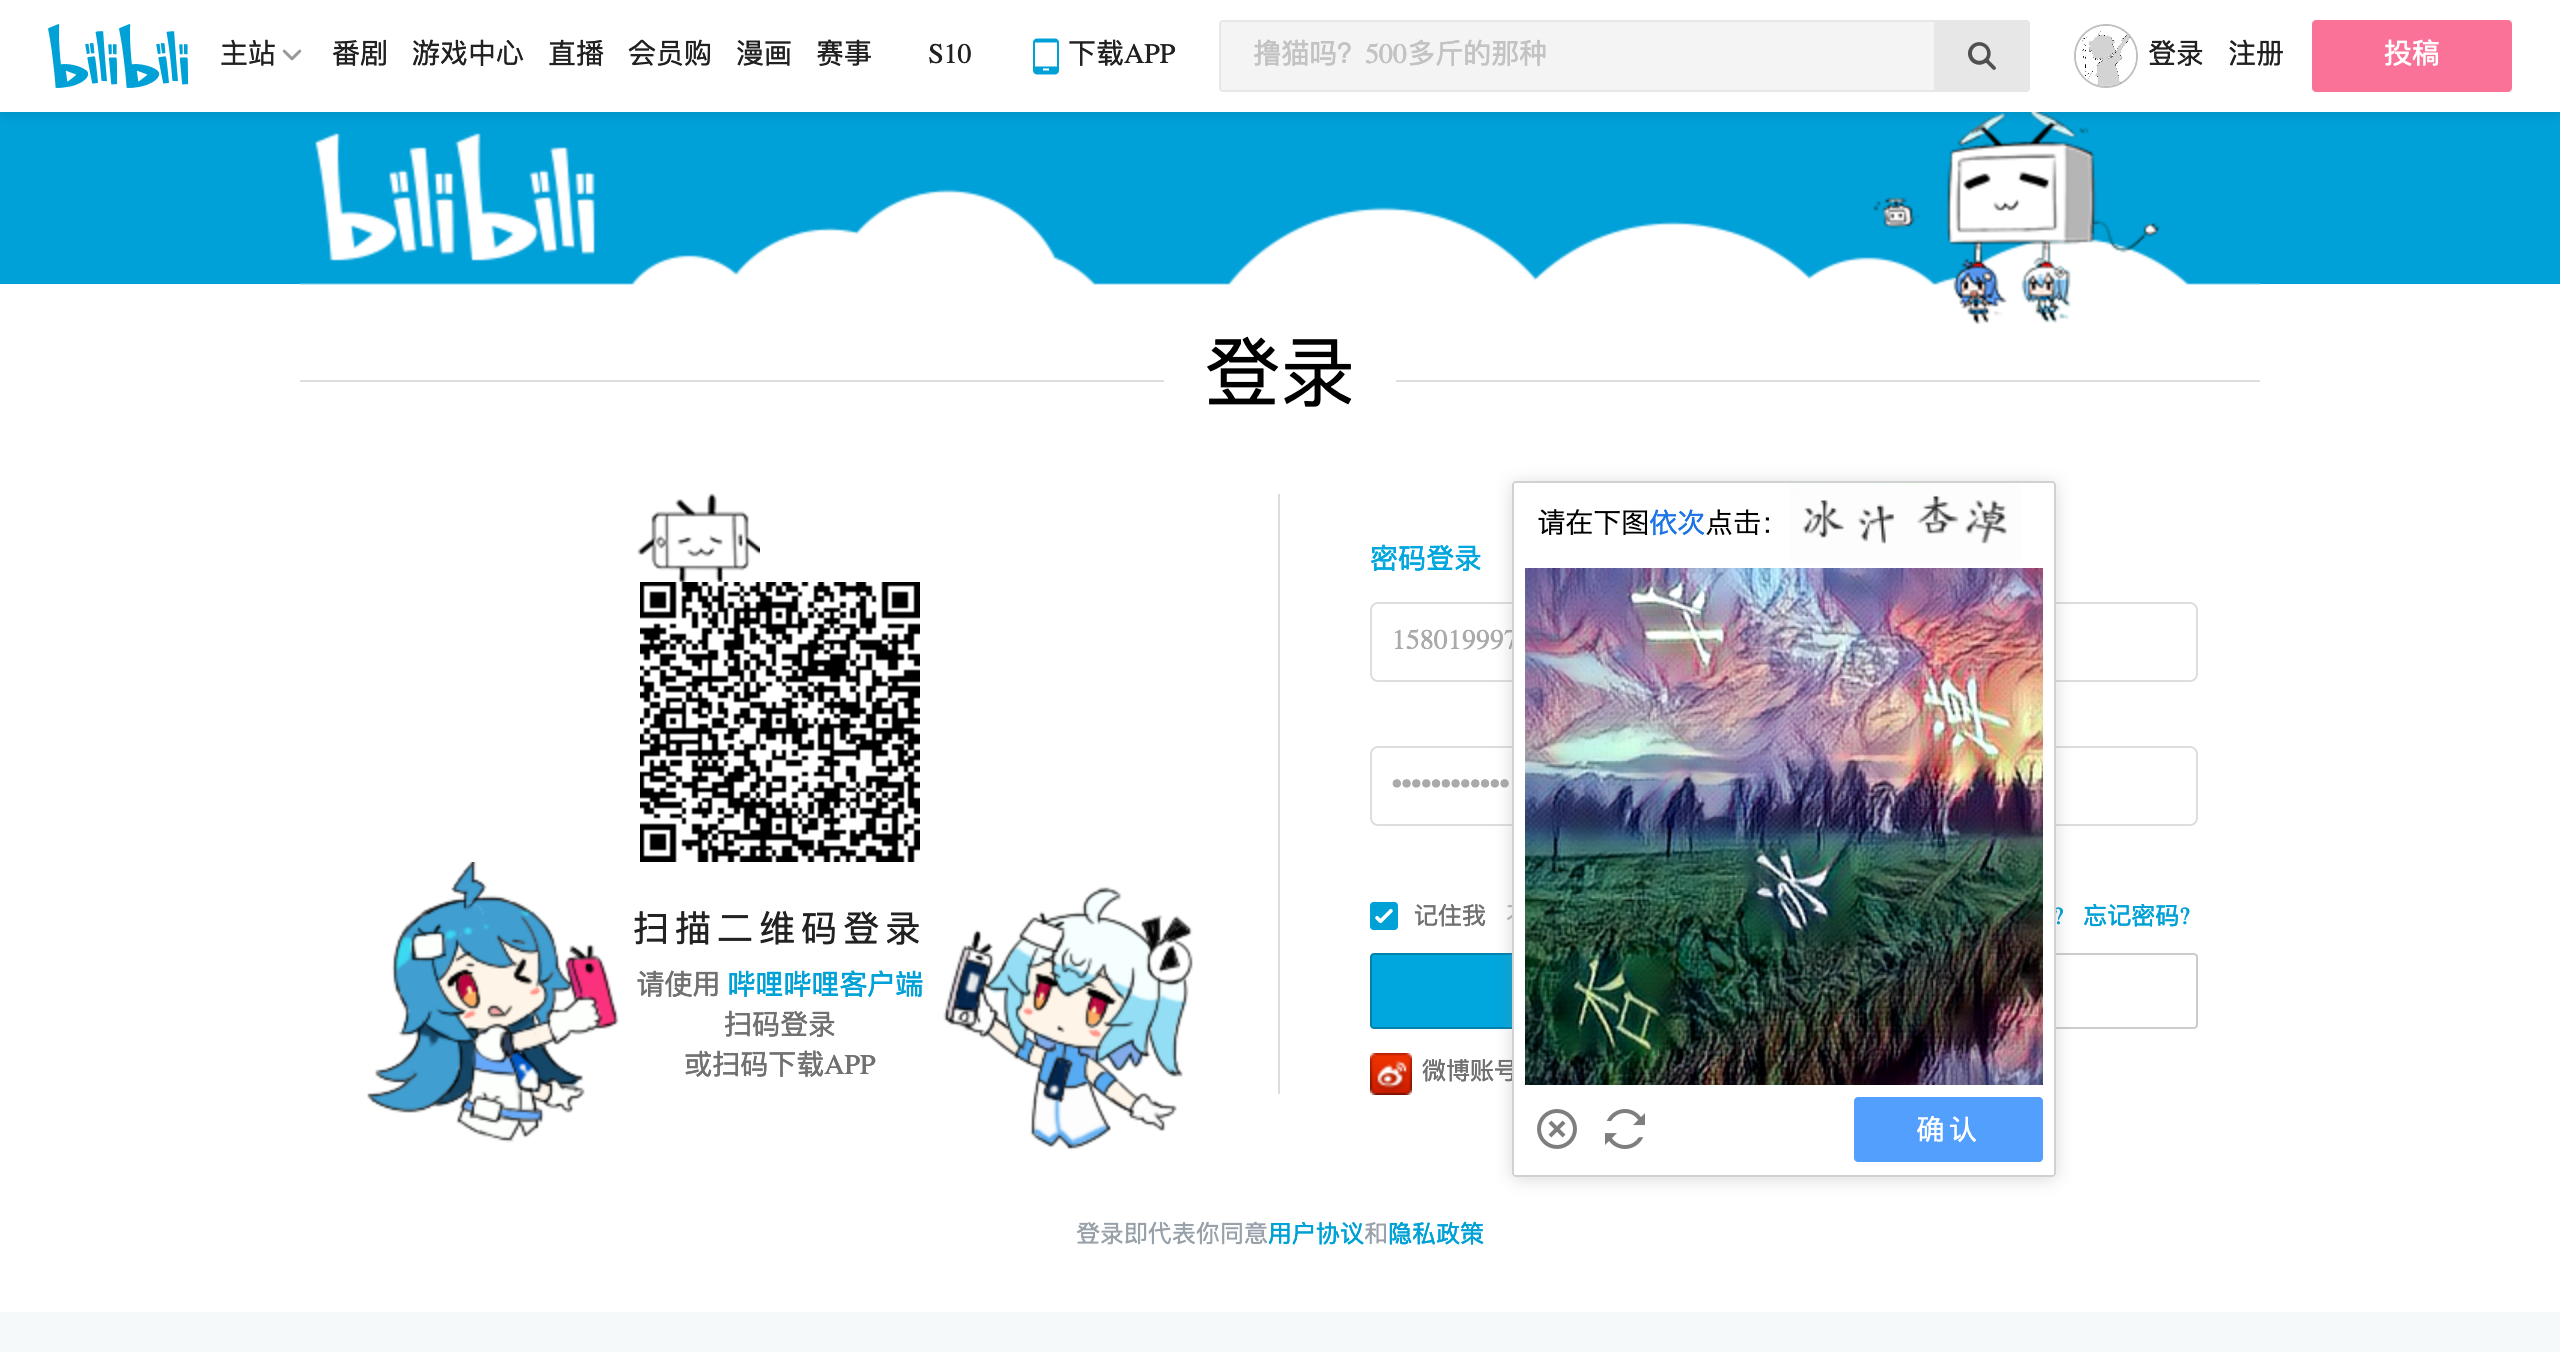 bilibili 主站 番剧 游戏中心 直播 会员购 漫画 赛事 S10 下载APP 撸猫吗？500多斤的那种 登录 注册 投稿
bilibili
登录
请在下图依次点击： 冰 汁 杏 淖
密码登录
158019997
汁
淖
冰
杏
记住我
? 忘记密码?
扫描二维码登录
请使用 哔哩哔哩客户端
扫码登录
或扫码下载APP
微博账号
确认
登录即代表你同意用户协议和隐私政策